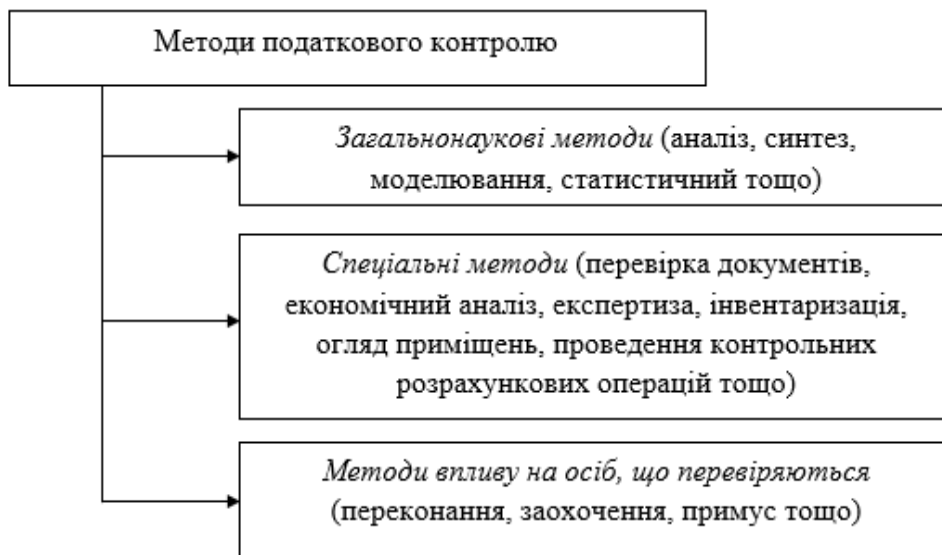 Методи податкового контролю
Загальнонаукові методи (аналіз, синтез,
моделювання, статистичний тощо)
Спеціальні методи (перевірка документів,
економічний аналіз, експертиза, інвентаризація,
огляд приміщень, проведення контрольних
розрахункових операцій тощо)
Методи впливу на осіб, що перевіряються
(переконання, заохочення, примус тощо)